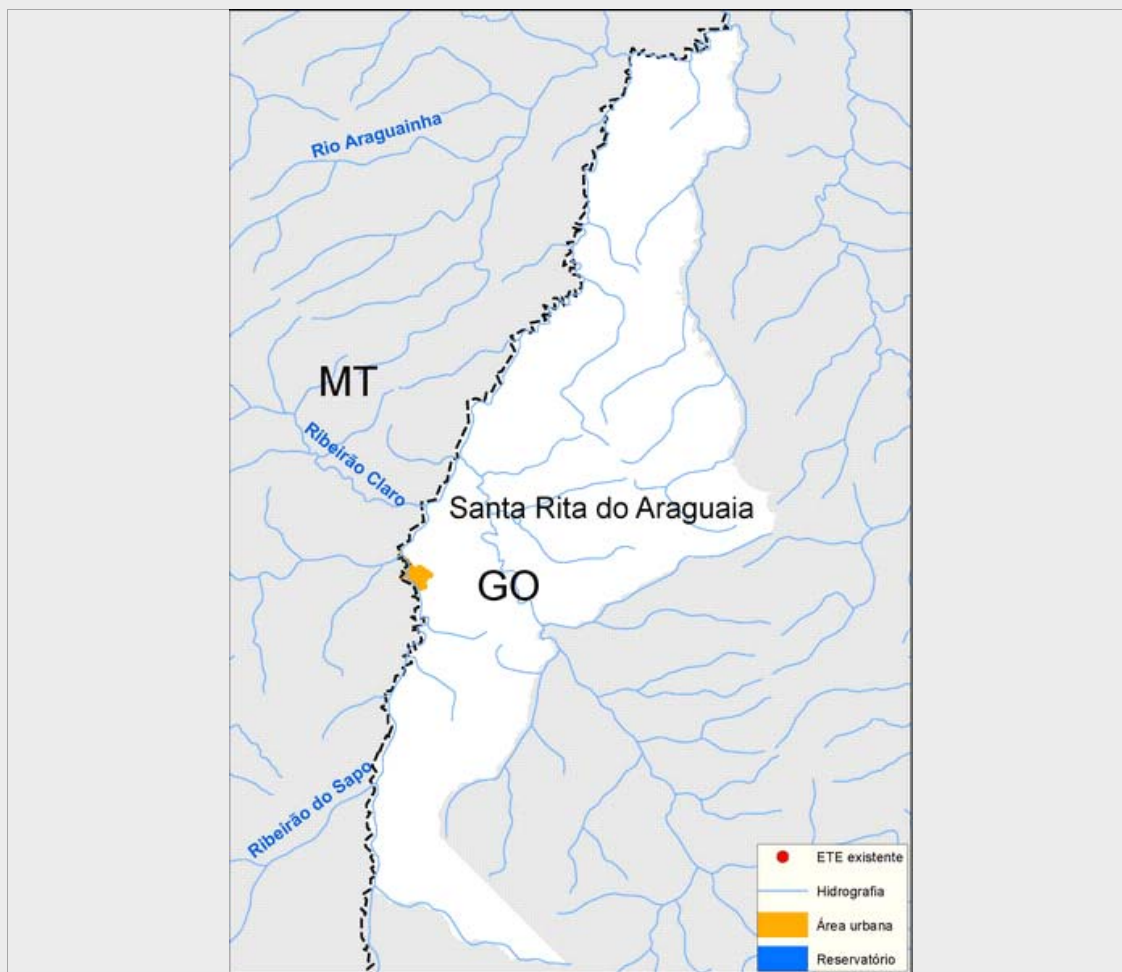 Rio Araguainha
MT
Ribeirão Claro
Santa Rita do Araguaia
GO
Ribeirão do Sapo
ETE existente
Hidrografia
Área urbana
Reservatório